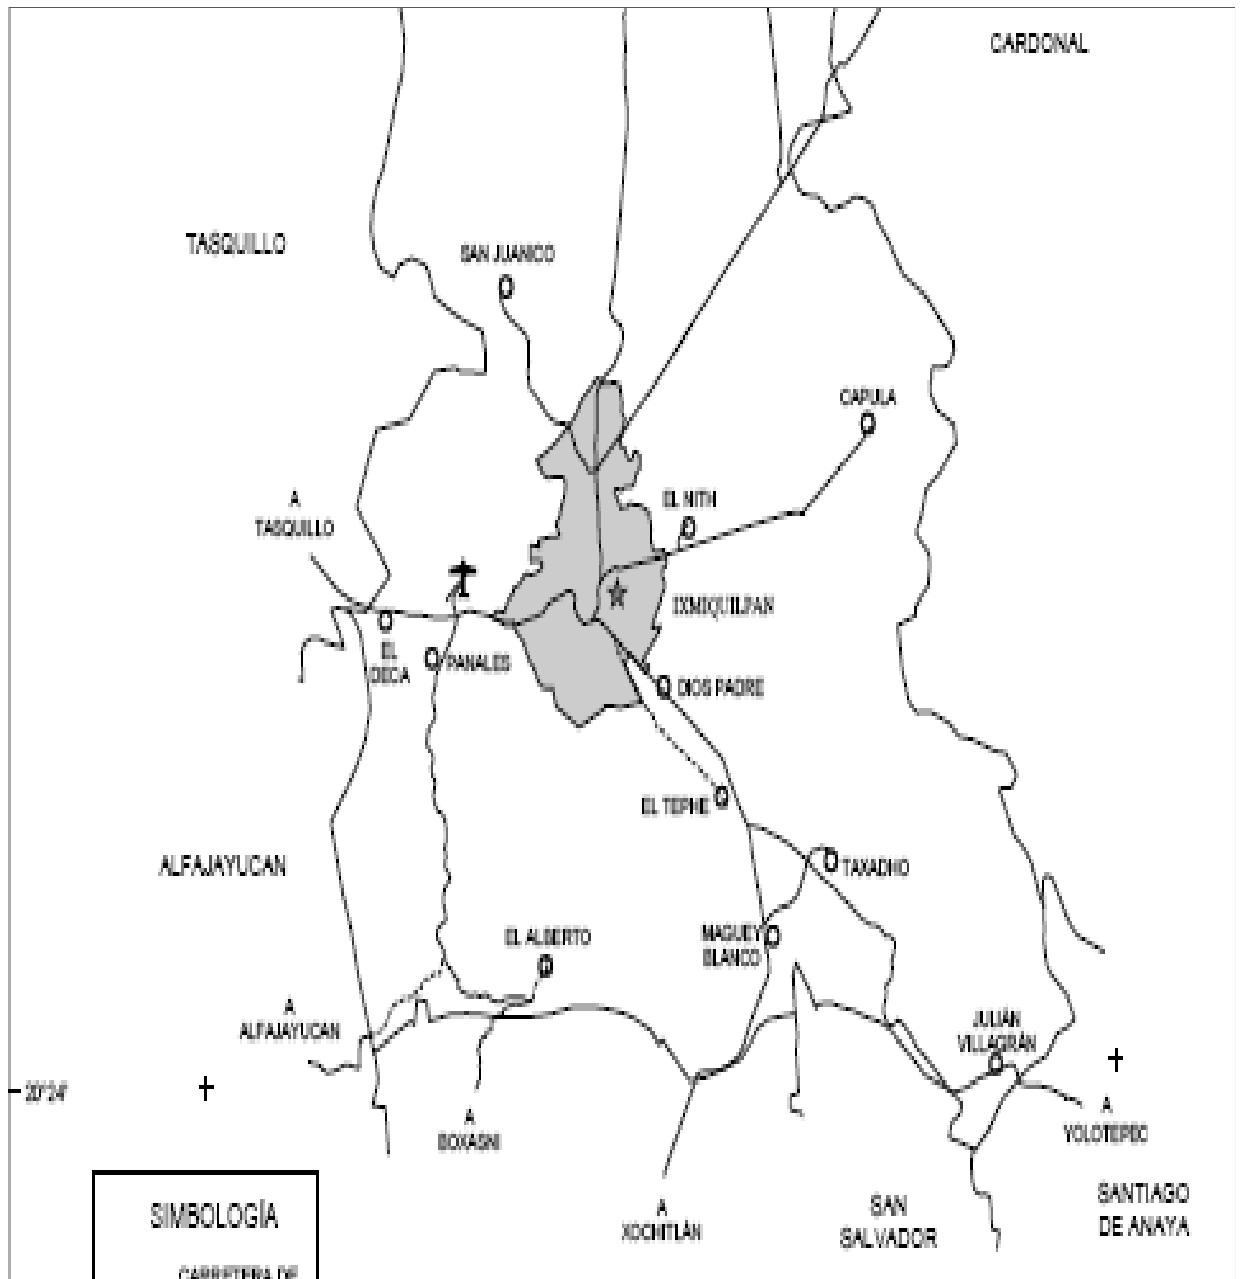 CARDONAL
TASQUILLO
SAN JUANICO
CAPULA
A
TASQUILLO
EL NITH
IXMIQUILPAN
EL
DECA
PANALES
DIOS PADRE
EL TEPHE
ALFAJAYUCAN
TAXADHO
EL ALBERTO
MAGUEY
BLANCO
A
ALFAJAYUCAN
JULIÁN
VILLAGRÁN
20°24'
A
BOXASNI
A
YOLOTEPEC
SIMBOLOGÍA
A
XOCHITLÁN
SAN
SALVADOR
SANTIAGO
DE ANAYA
CARRETERA DE